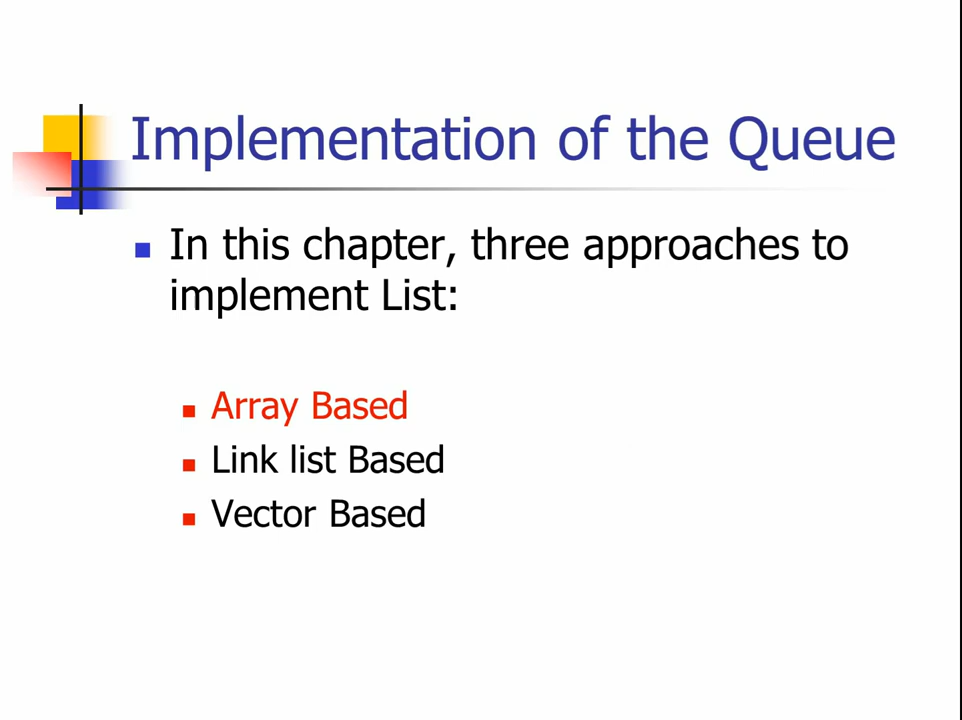 Implementation of the Queue
In this chapter, three approaches to
implement List:
Array Based
Link list Based
Vector Based